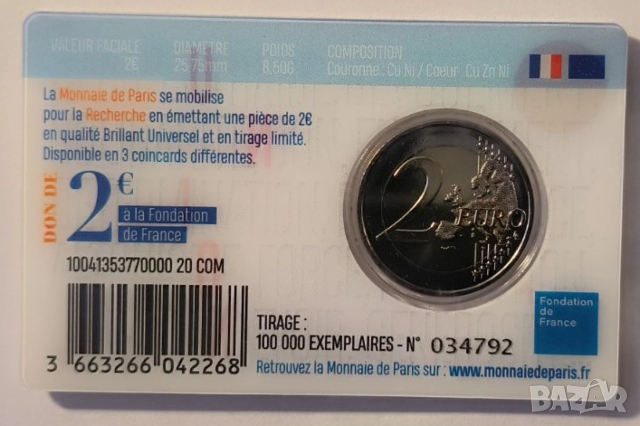 VALEUR FACIALE DIAMÈTRE POIDS COMPOSITION
2€ 25,75mm 8,50G Couronne : Cu Ni / Coeur : Cu Zn Ni
La Monnaie de Paris se mobilise
pour la Recherche en émettant une pièce de 2€
en qualité Brillant Universel et en tirage limité.
Disponible en 3 coincards différentes.
DON DE
2€
à la Fondation
de France
10041353770000 20 COM
3 663266 042268
2 EURO
TIRAGE :
100 000 EXEMPLAIRES - N° 034792
Retrouvez la Monnaie de Paris sur : www.monnaiedeparis.fr
Fondation
de
France
BAZAR